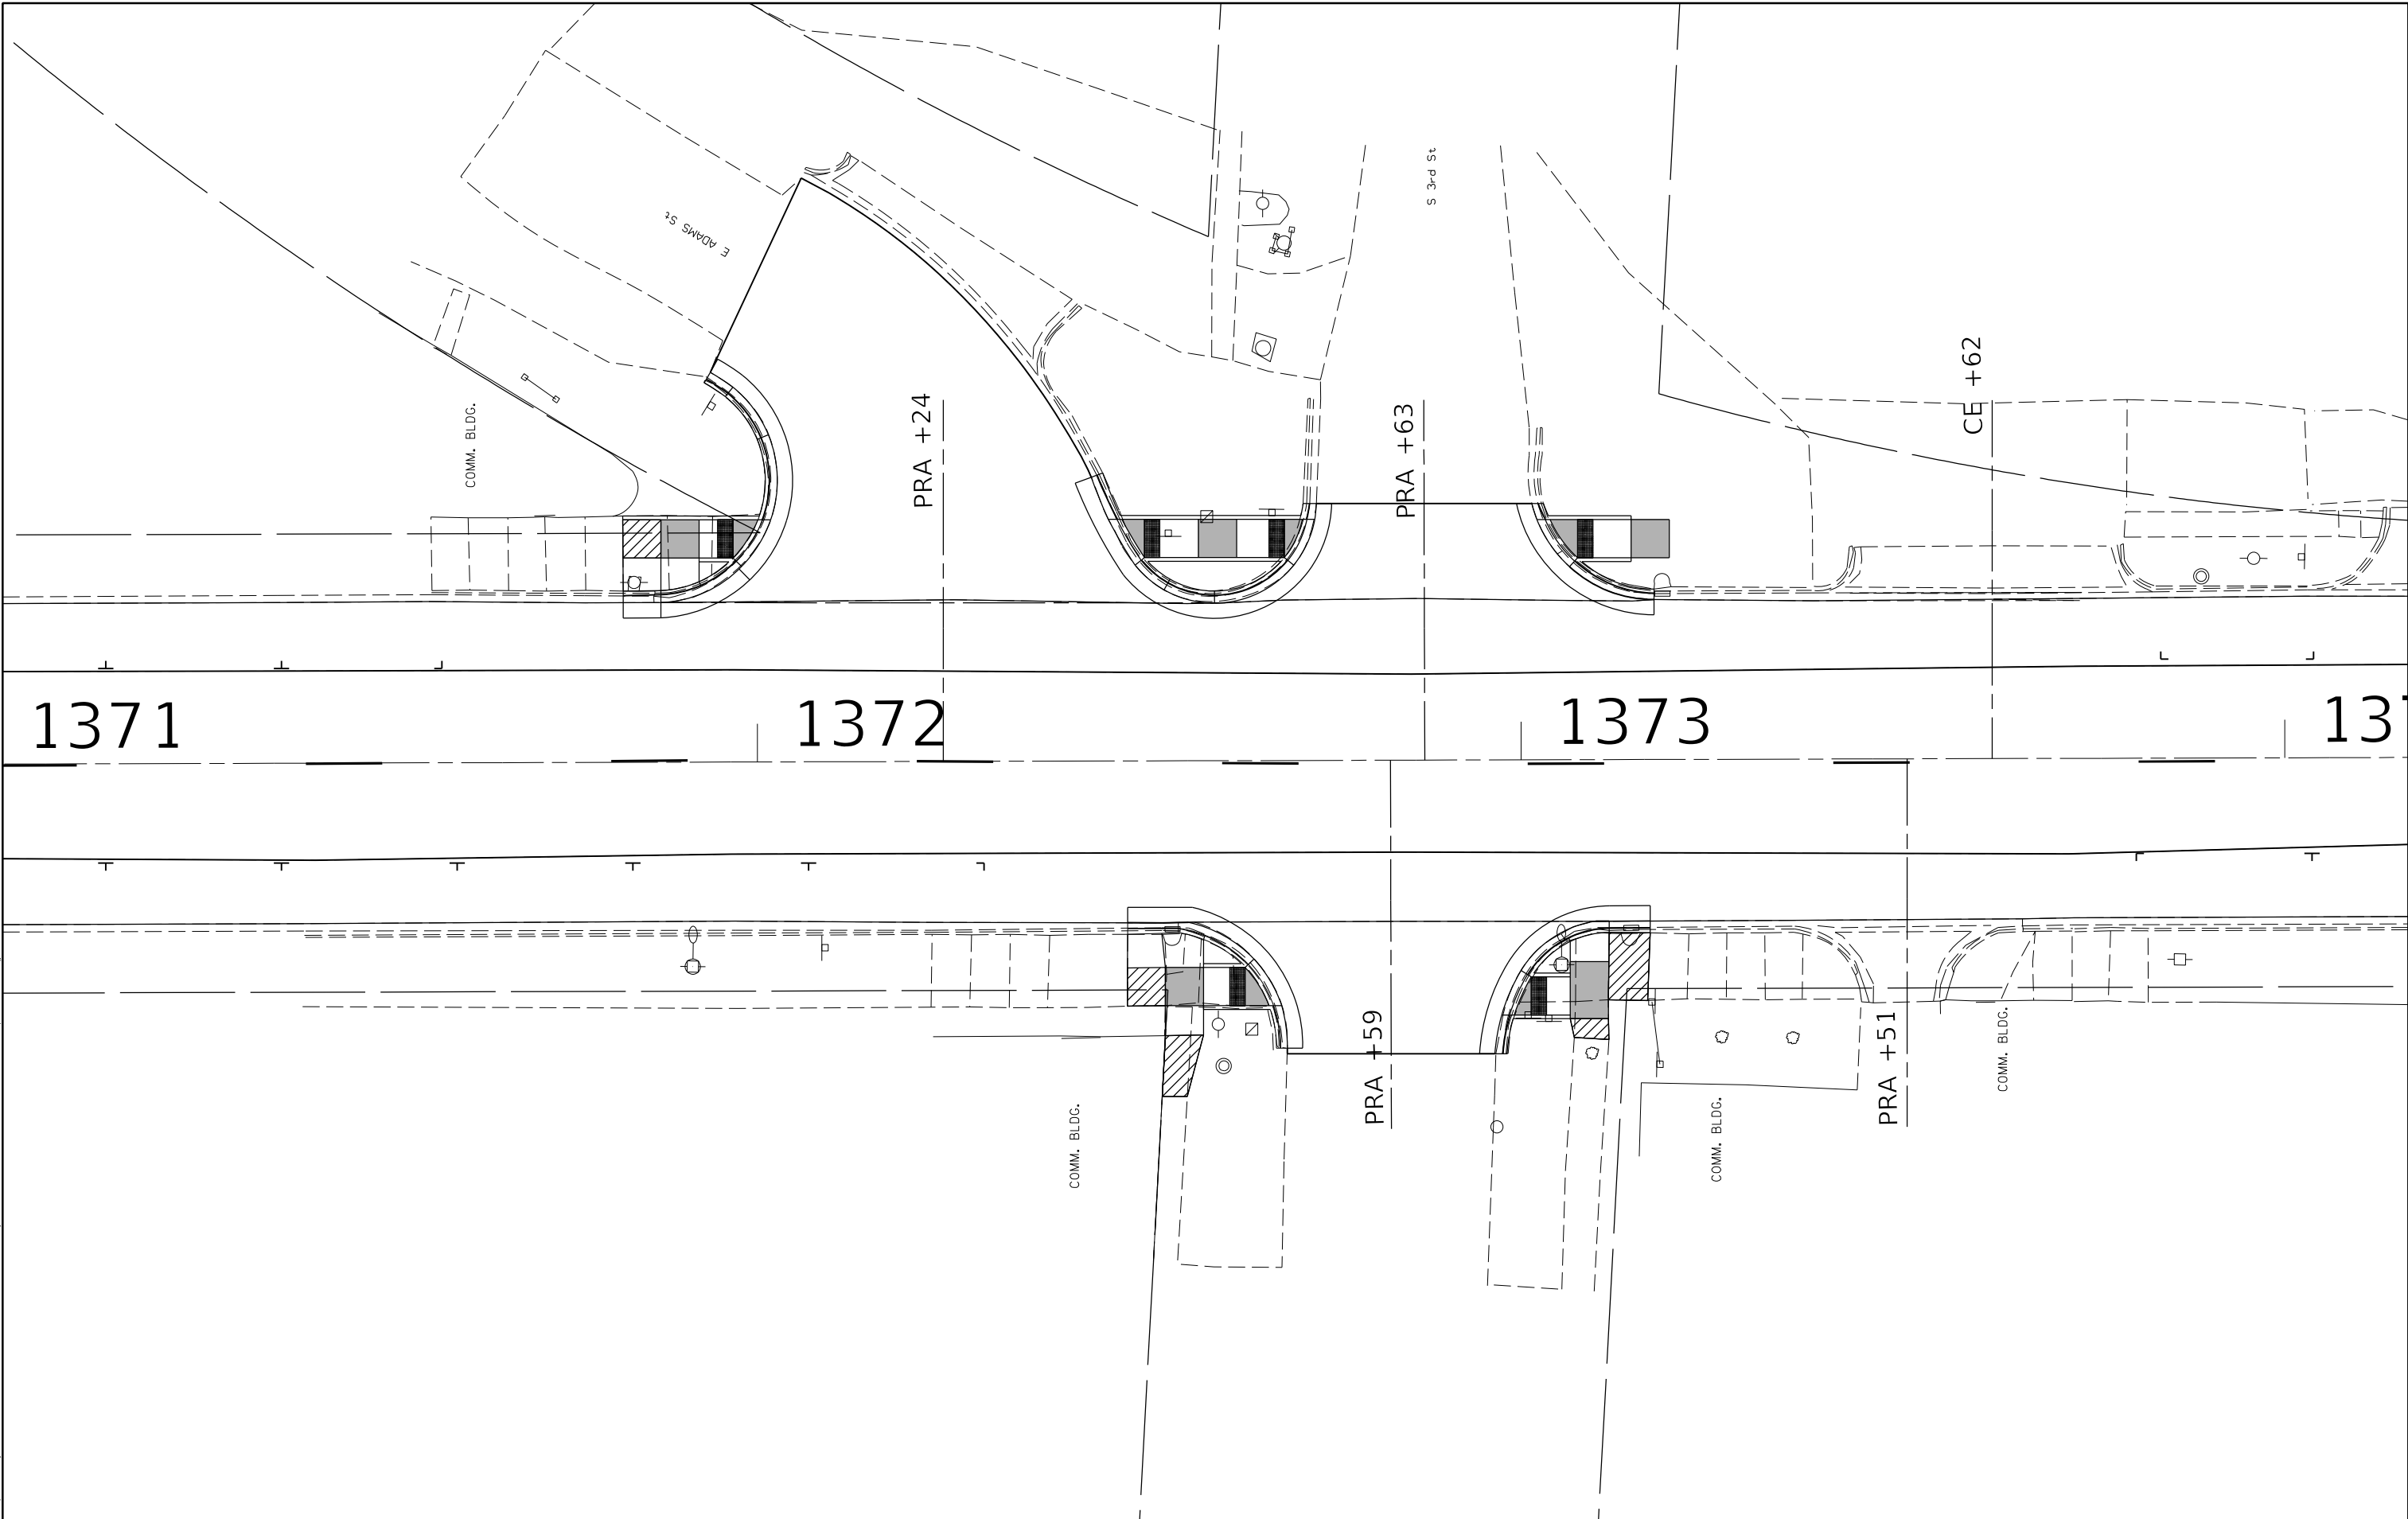 S 3rd St
E ADAMS St
CE +62
PRA +24
PRA +63
COMM. BLDG.
1371
1372
1373
137
PRA +59
PRA +51
COMM. BLDG.
COMM. BLDG.
COMM. BLDG.